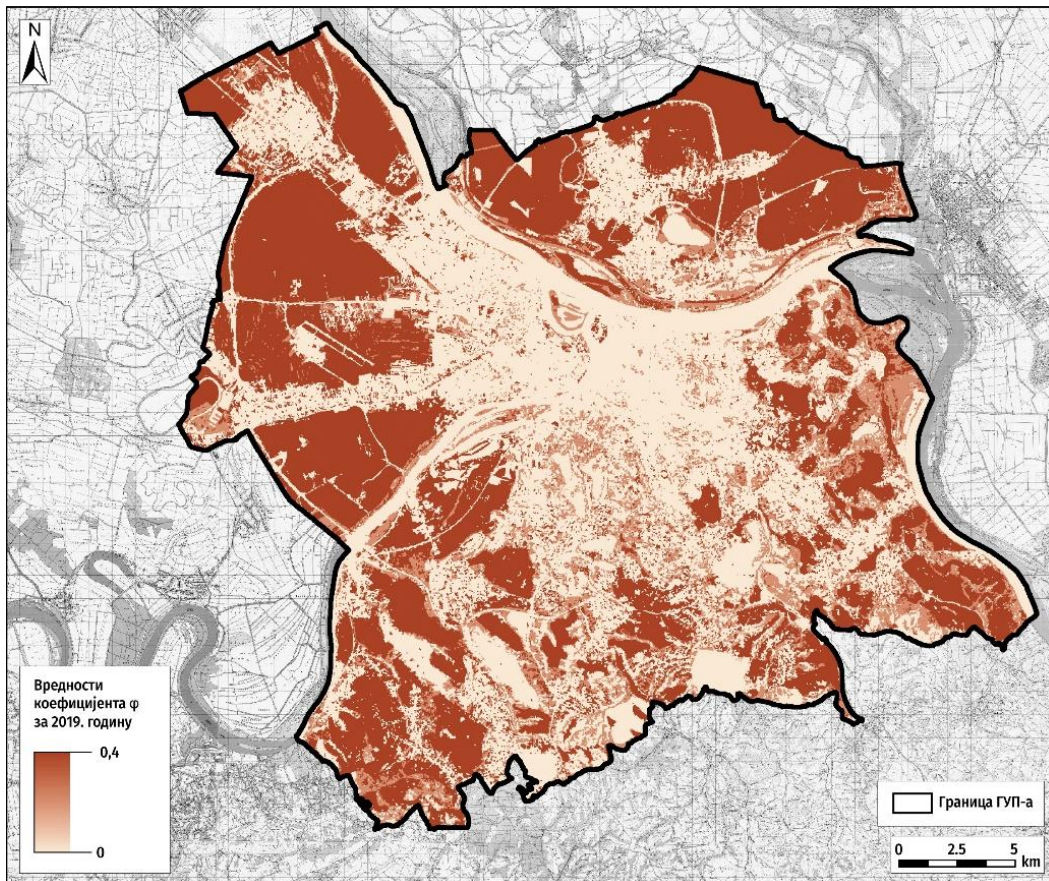 N
Вредности
коефицијента φ
за 2019. годину
0,4
0
Граница ГУП-а
0 2.5 5
km